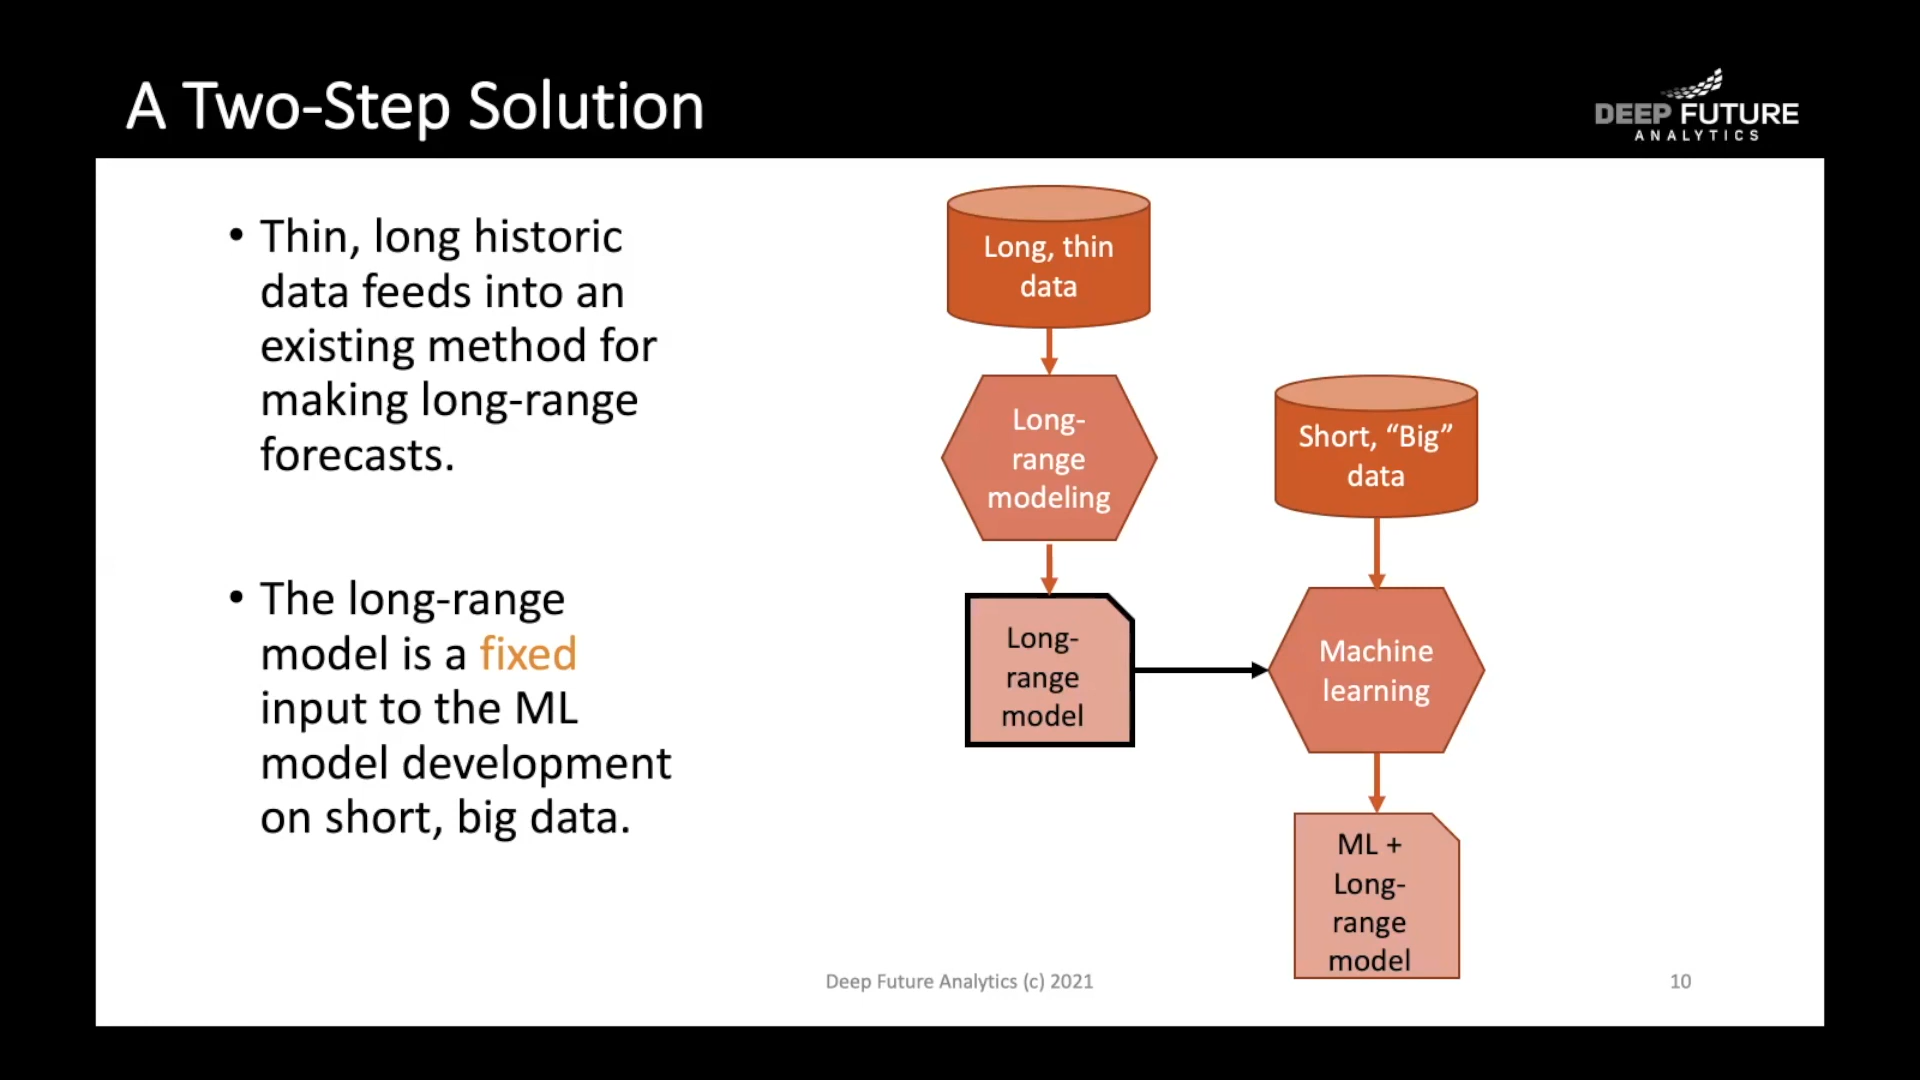 A Two-Step Solution
DEEP FUTURE
ANALYTICS
• Thin, long historic
data feeds into an
existing method for
making long-range
forecasts.
• The long-range
model is a fixed
input to the ML
model development
on short, big data.
Long, thin
data
Long-
range
modeling
Long-
range
model
Short, “Big”
data
Machine
learning
ML +
Long-
range
model
Deep Future Analytics (c) 2021
10